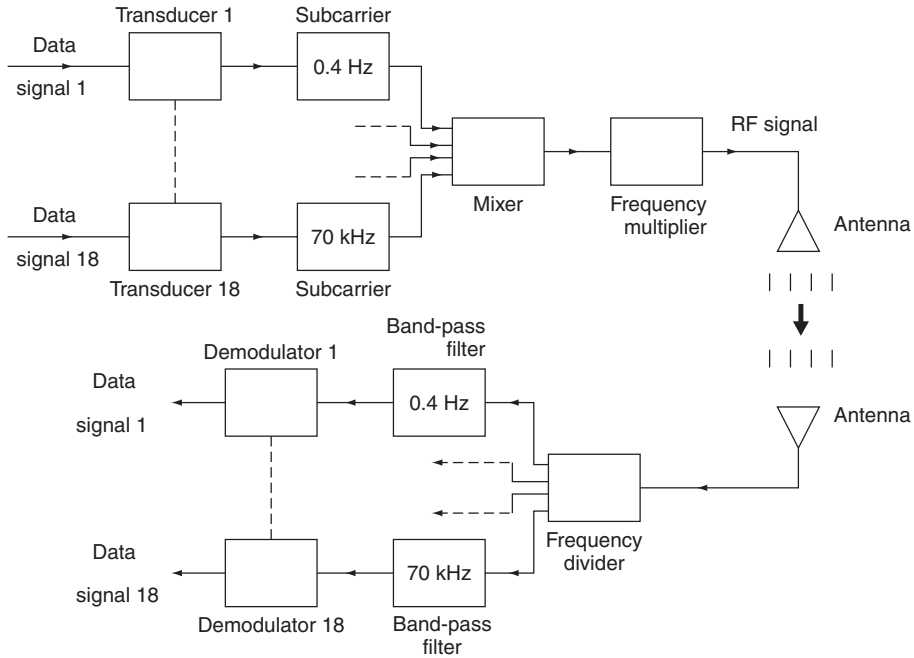 Transducer 1
Subcarrier
Data
signal 1
0.4 Hz
RF signal
Mixer
Frequency
multiplier
Antenna
Data
signal 18
70 kHz
Transducer 18
Subcarrier
Band-pass
filter
Demodulator 1
Data
signal 1
0.4 Hz
Antenna
Frequency
divider
Data
signal 18
70 kHz
Demodulator 18
Band-pass
filter